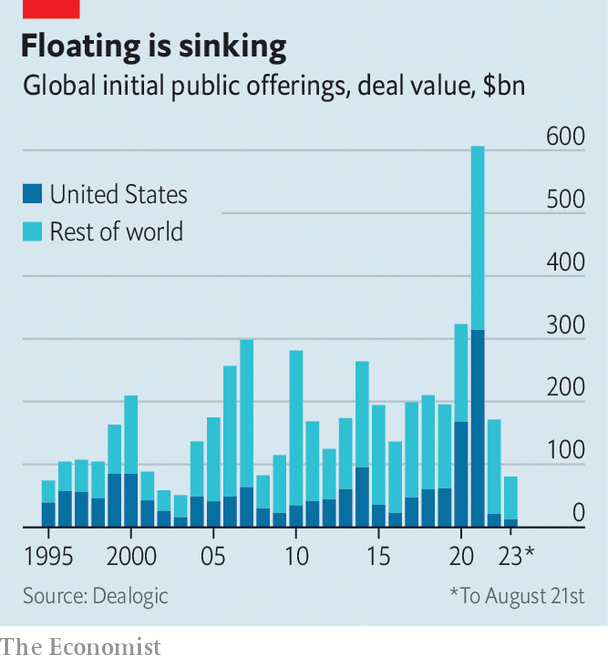 Floating is sinking
Global initial public offerings, deal value, $bn
600
United States
500
Rest of world
400
300
200
100
0
1995 2000 05 10 15 20 23*
Source: Dealogic *To August 21st
The Economist